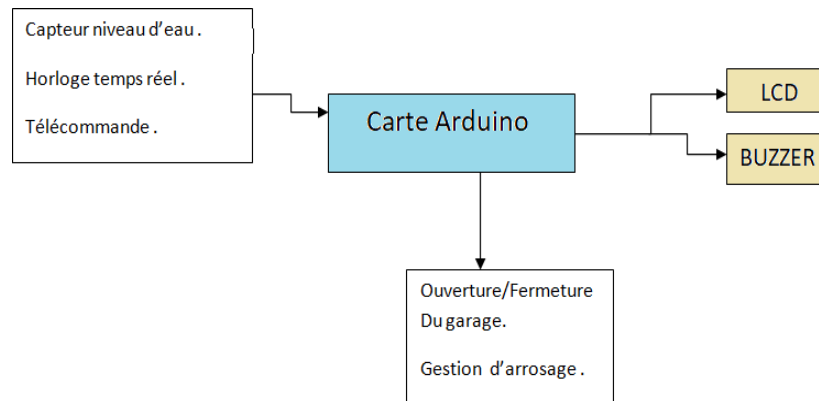 Capteur niveau d'eau .
Horloge temps réel .
Télécommande .
Carte Arduino
LCD
BUZZER
Ouverture/Fermeture
Du garage.
Gestion d'arrosage .